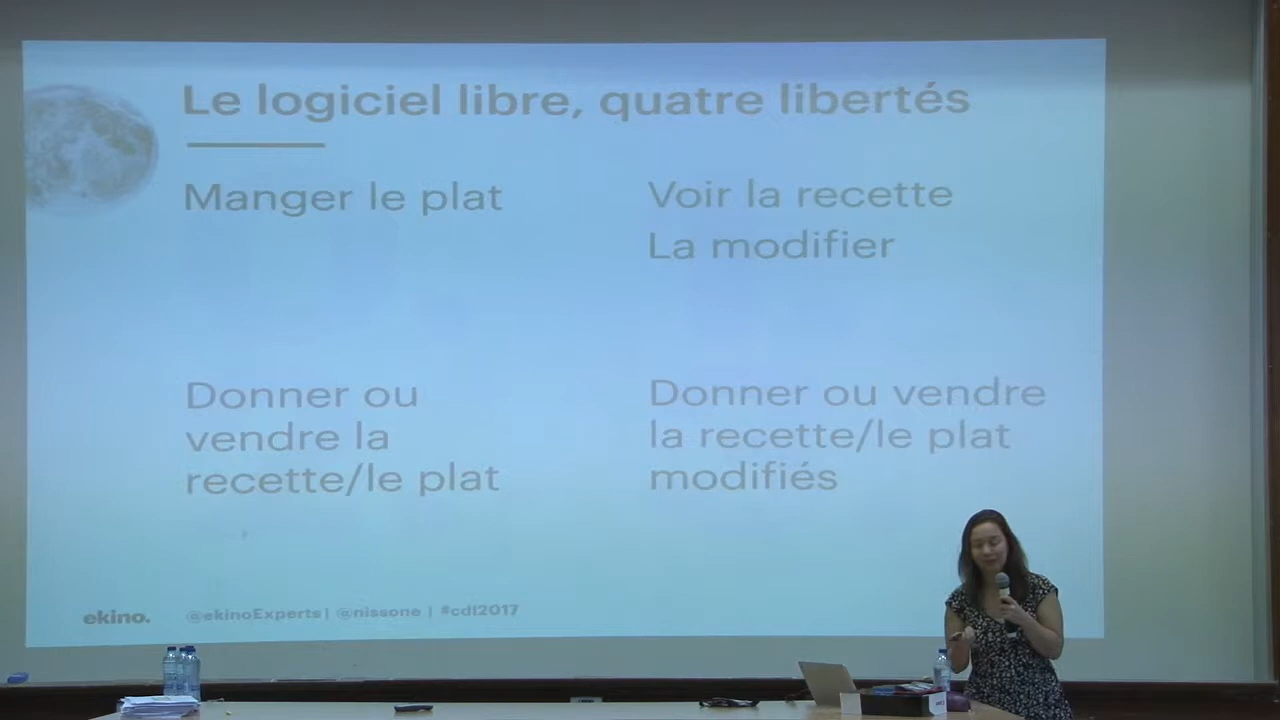 Le logiciel libre, quatre libertés
Manger le plat
Voir la recette
La modifier
Donner ou
vendre la
recette/le plat
Donner ou vendre
la recette/le plat
modifiés
ekino.
@ekinoExperts | @nissone | #cdl2017